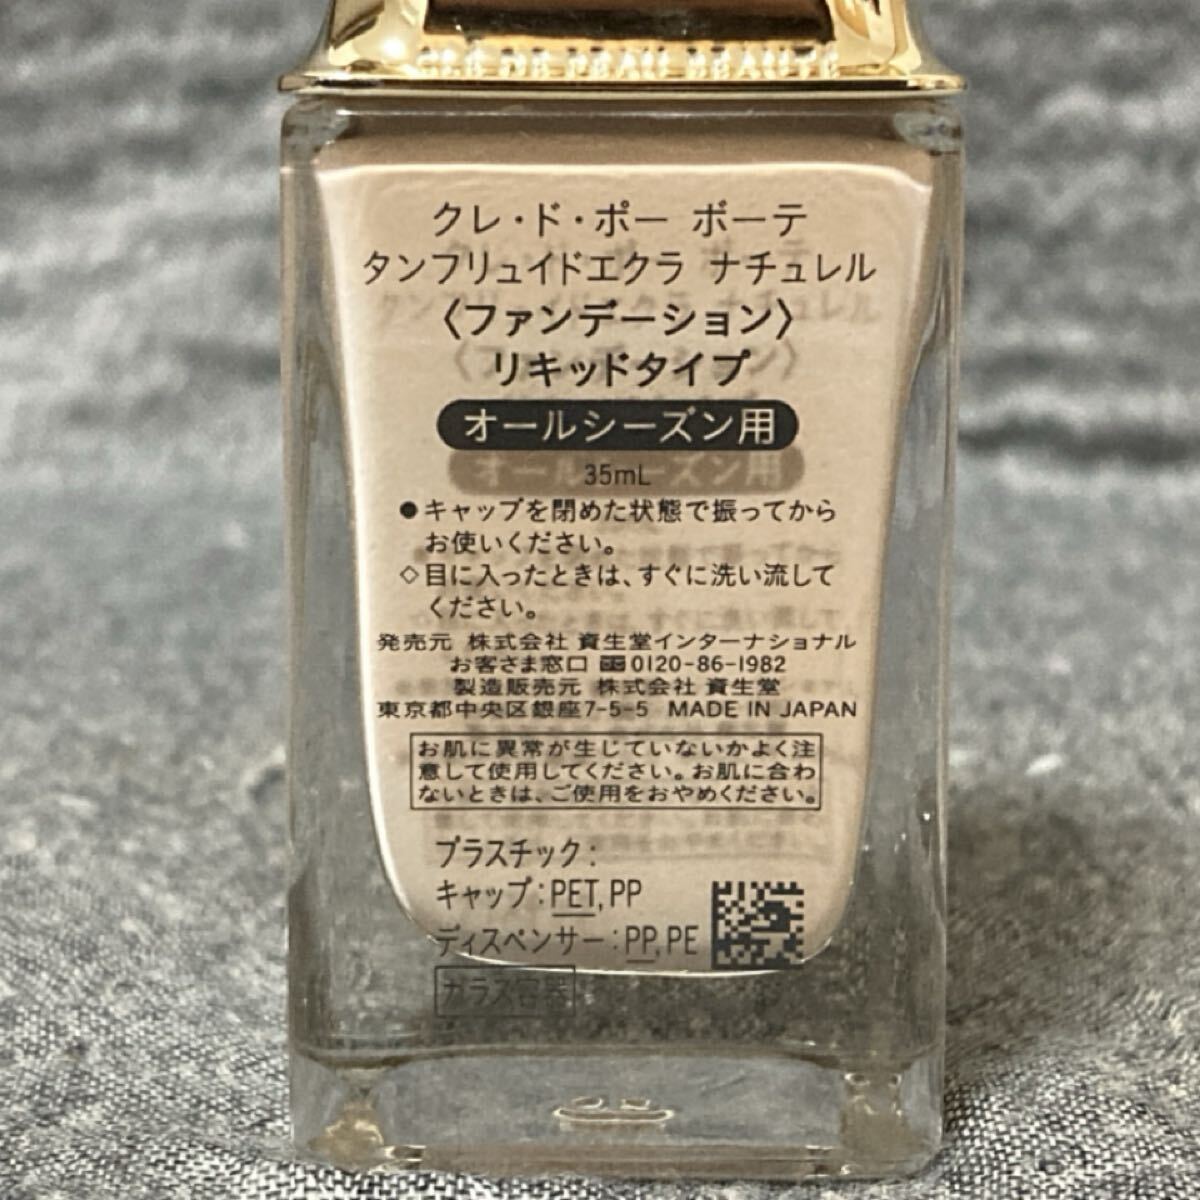 CLÉ DE PEAU BEAUTÉ
クレ・ド・ポー ボーテ
タンフリュイドエクラ ナチュレル
〈ファンデーション〉
リキッドタイプ
オールシーズン用
35mL
●キャップを閉めた状態で振ってから
お使いください。
◇目に入ったときは、すぐに洗い流して
ください。
発売元 株式会社 資生堂インターナショナル
お客さま窓口 0120-86-1982
製造販売元 株式会社 資生堂
東京都中央区銀座7-5-5 MADE IN JAPAN
お肌に異常が生じていないかよく注
意して使用してください。お肌に合わ
ないときは、ご使用をおやめください。
プラスチック:
キャップ:PET,PP
ディスペンサー:PP,PE
ガラス容器